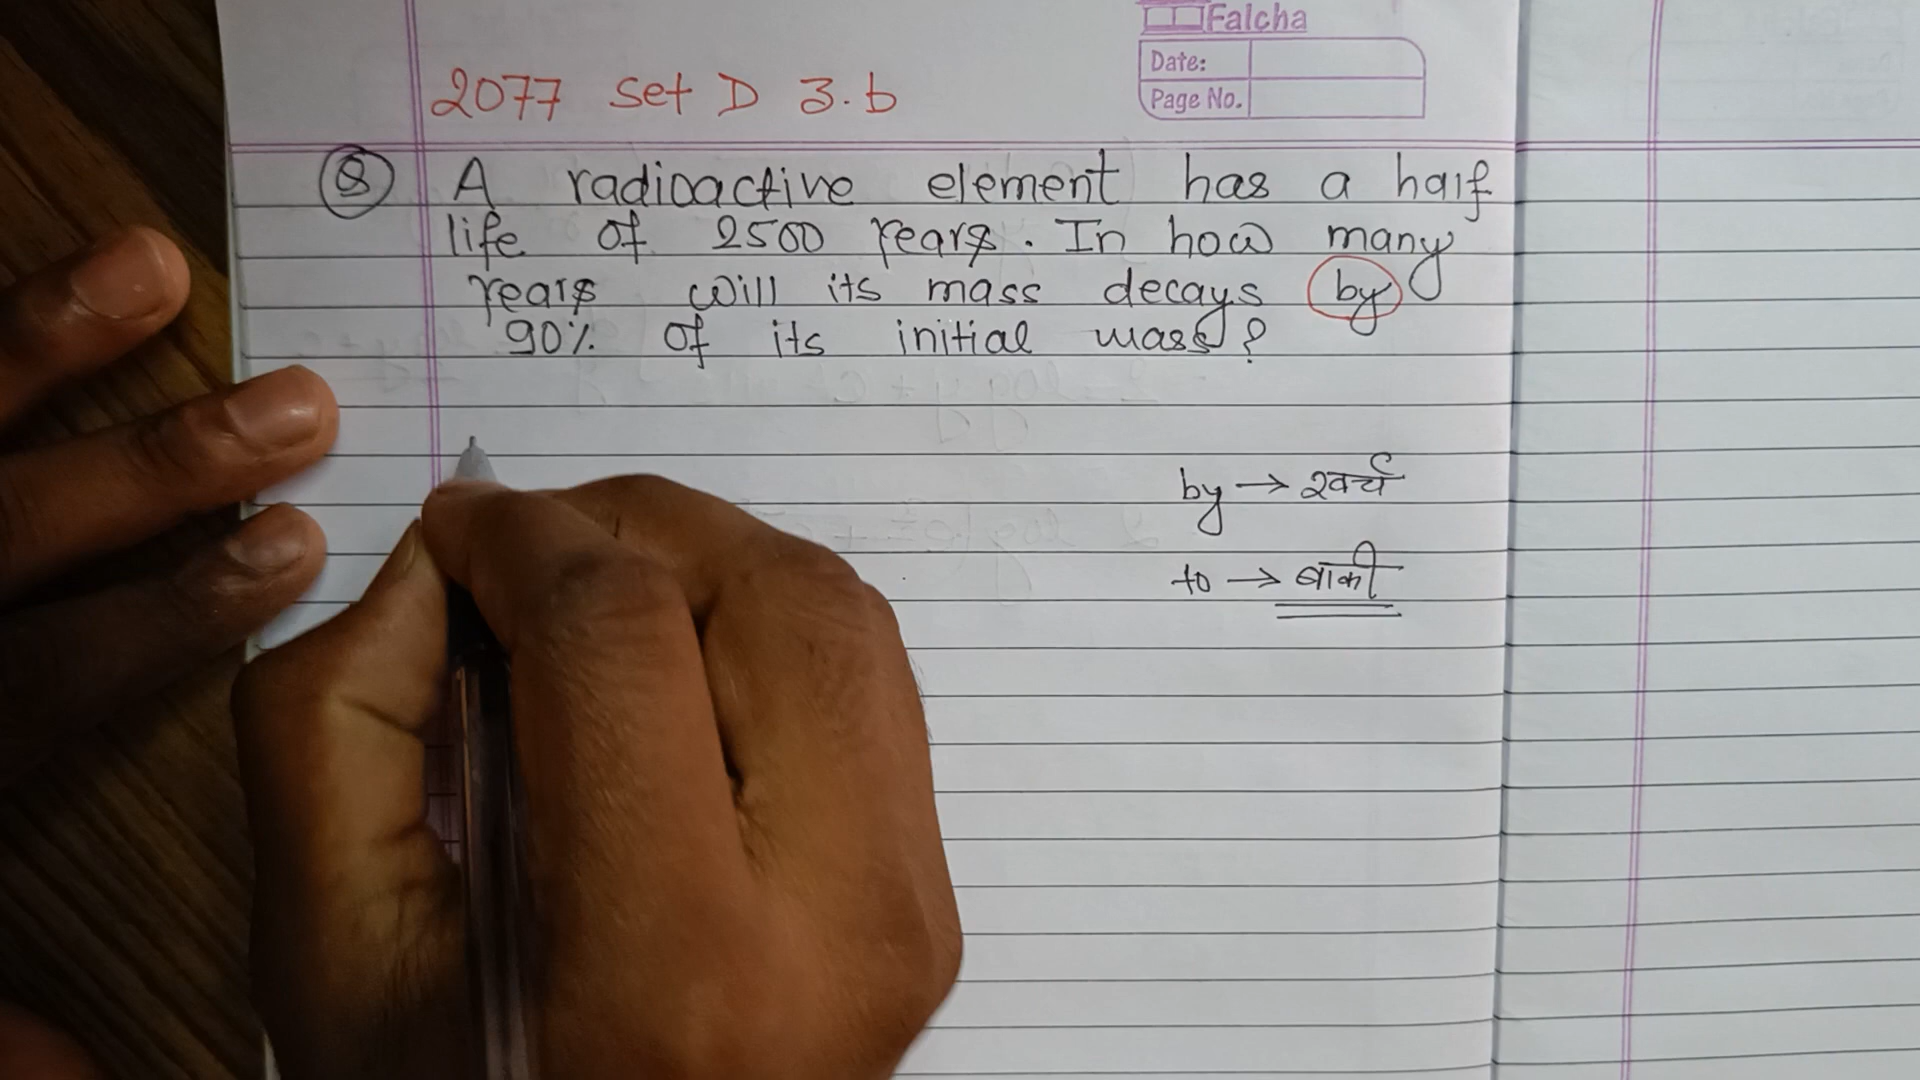 Falcha
Date:
Page No.
2077 Set D 3.b
Q A radioactive element has a half
life of 2500 years. In how many
years will its mass decays by
90% of its initial mass?
by → खर्च
to → बाँकी